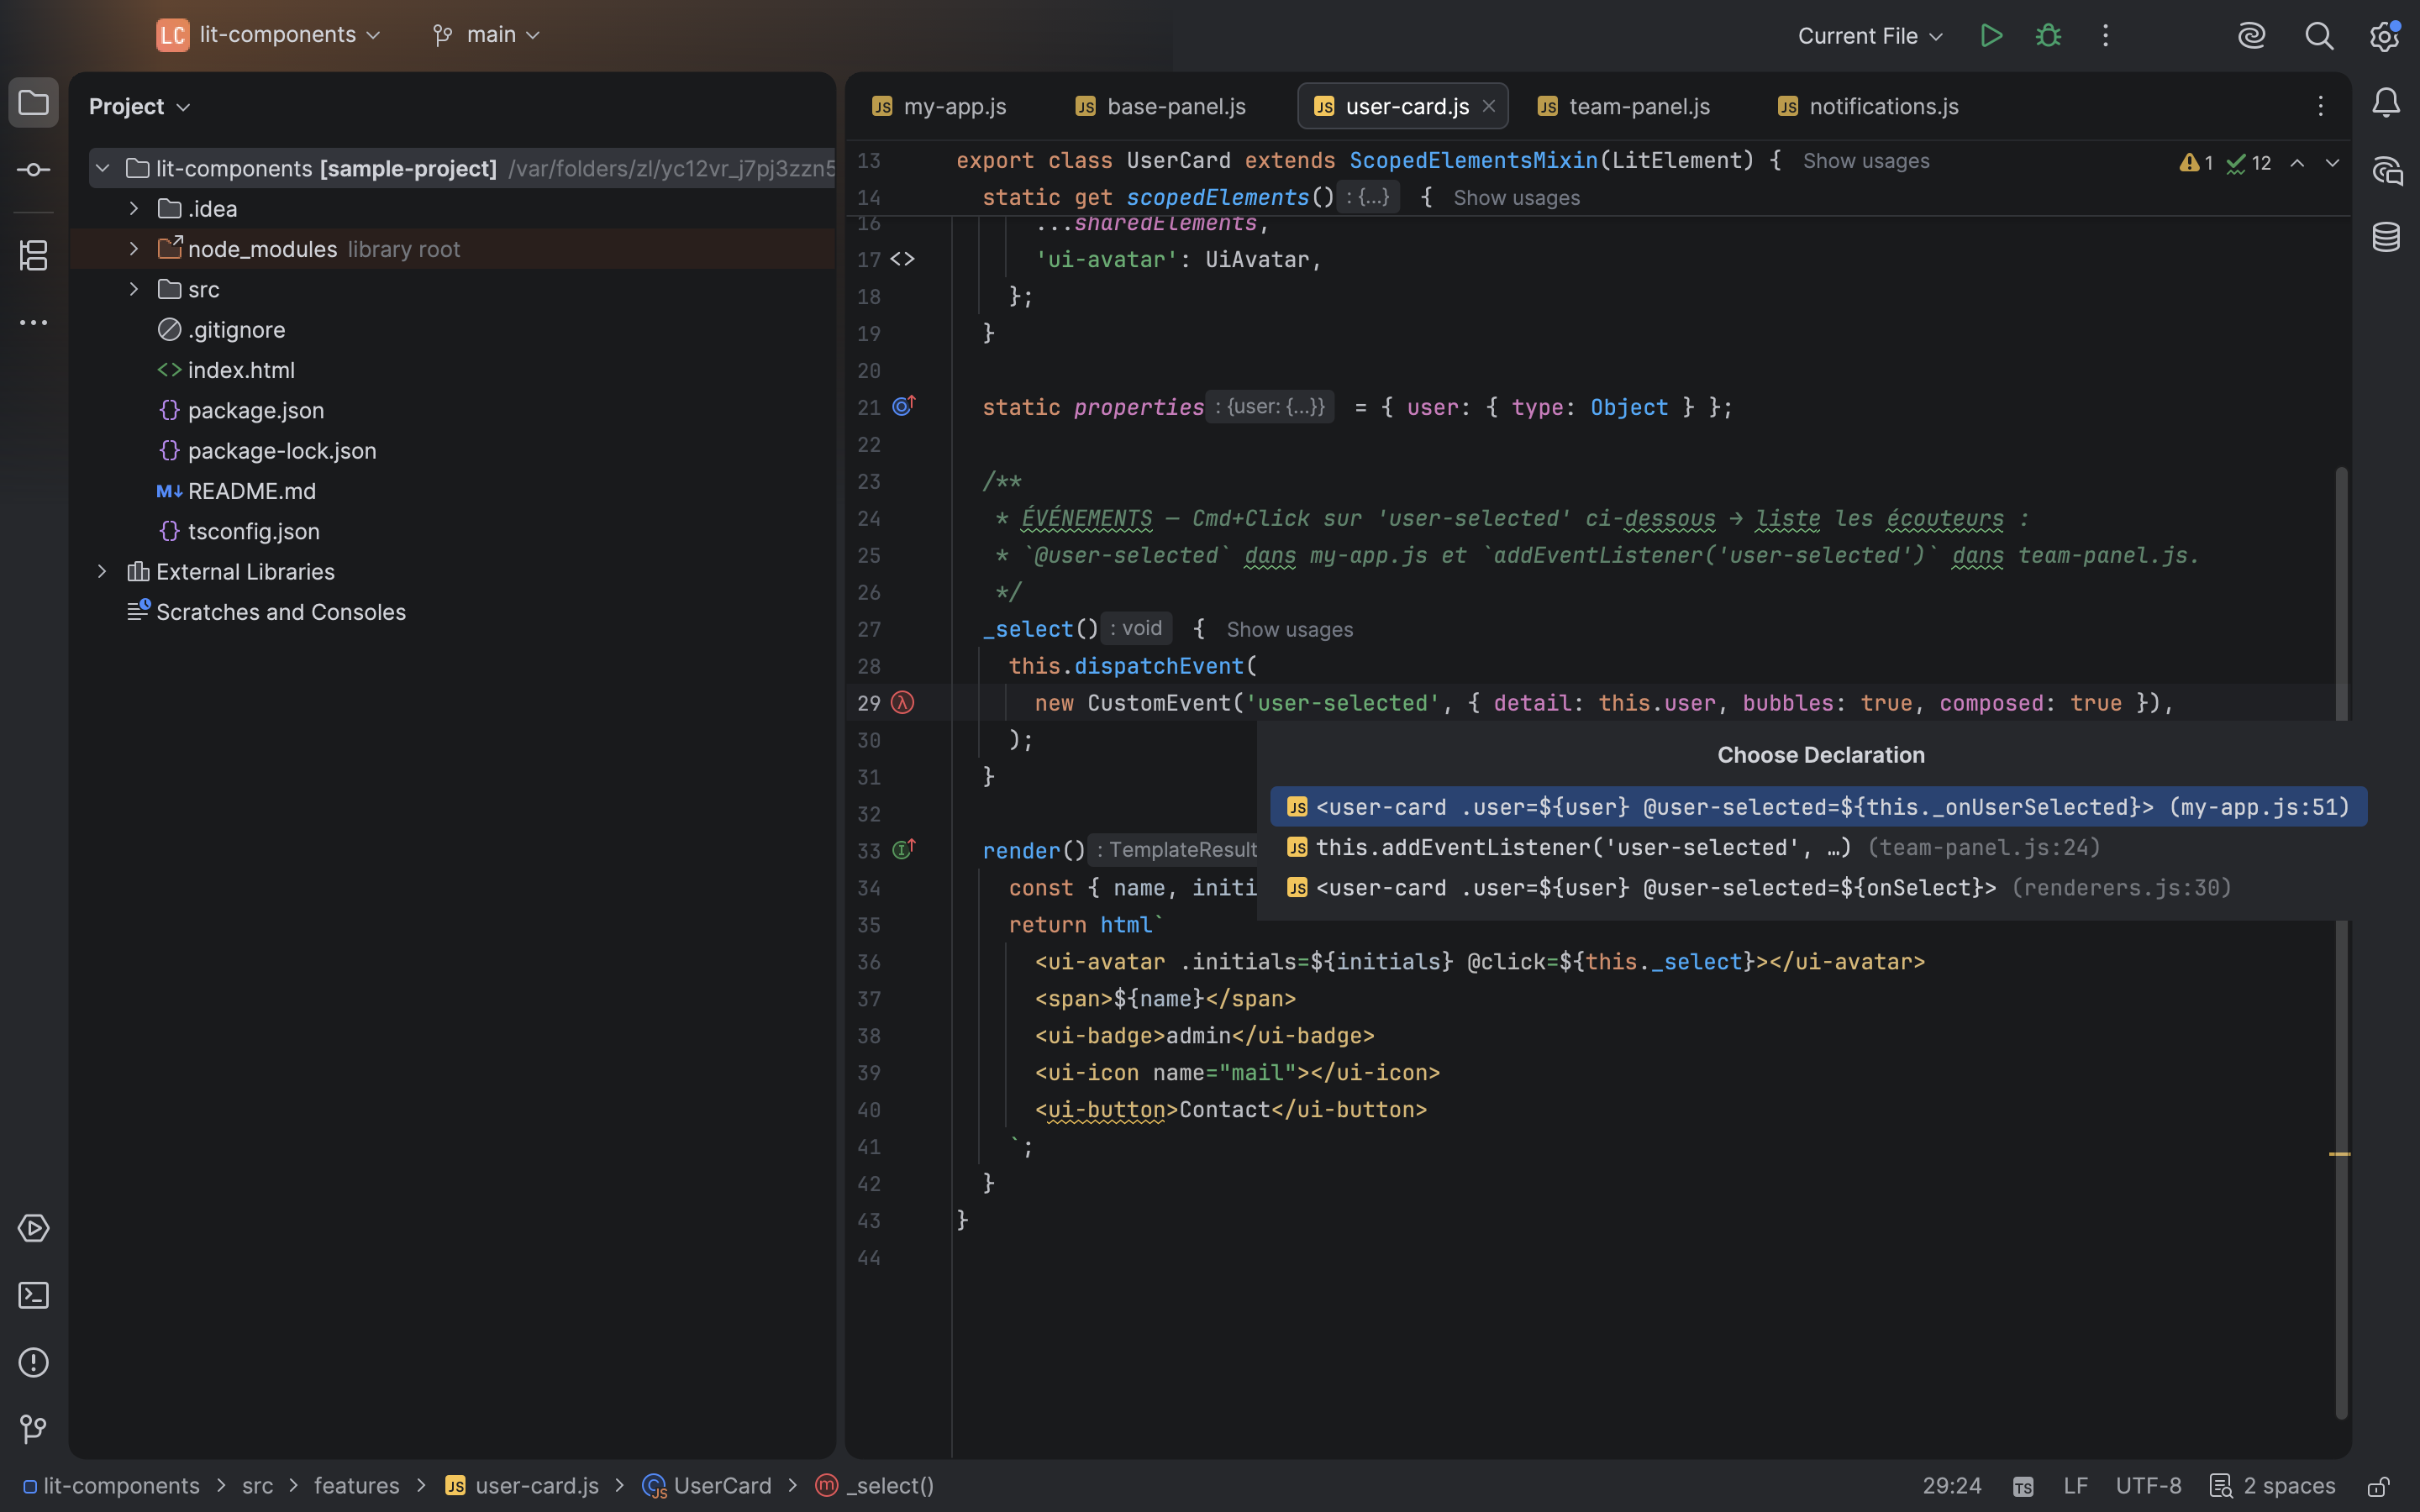 LC lit-components main Current File
Project
lit-components [sample-project] /var/folders/zl/yc12vr_j7pj3zzn5
.idea
node_modules library root
src
.gitignore
index.html
package.json
package-lock.json
README.md
tsconfig.json
External Libraries
Scratches and Consoles
my-app.js base-panel.js user-card.js team-panel.js notifications.js
1 12
13 export class UserCard extends ScopedElementsMixin(LitElement) { Show usages
14 static get scopedElements() : {...} { Show usages
16 ...sharedElements,
17 'ui-avatar': UiAvatar,
18 };
19 }
20
21 static properties : {user: {...}} = { user: { type: Object } };
22
23 /**
24 * ÉVÉNEMENTS — Cmd+Click sur 'user-selected' ci-dessous → liste les écouteurs :
25 * `@user-selected` dans my-app.js et `addEventListener('user-selected')` dans team-panel.js.
26 */
27 _select() : void { Show usages
28 this.dispatchEvent(
29 new CustomEvent('user-selected', { detail: this.user, bubbles: true, composed: true }),
30 );
31 }
32
33 render() : TemplateResult
34 const { name, initi
35 return html`
36 <ui-avatar .initials=${initials} @click=${this._select}></ui-avatar>
37 <span>${name}</span>
38 <ui-badge>admin</ui-badge>
39 <ui-icon name="mail"></ui-icon>
40 <ui-button>Contact</ui-button>
41 `;
42 }
43 }
44
Choose Declaration
JS <user-card .user=${user} @user-selected=${this._onUserSelected}> (my-app.js:51)
JS this.addEventListener('user-selected', …) (team-panel.js:24)
JS <user-card .user=${user} @user-selected=${onSelect}> (renderers.js:30)
lit-components src features user-card.js UserCard _select() 29:24 TS LF UTF-8 2 spaces